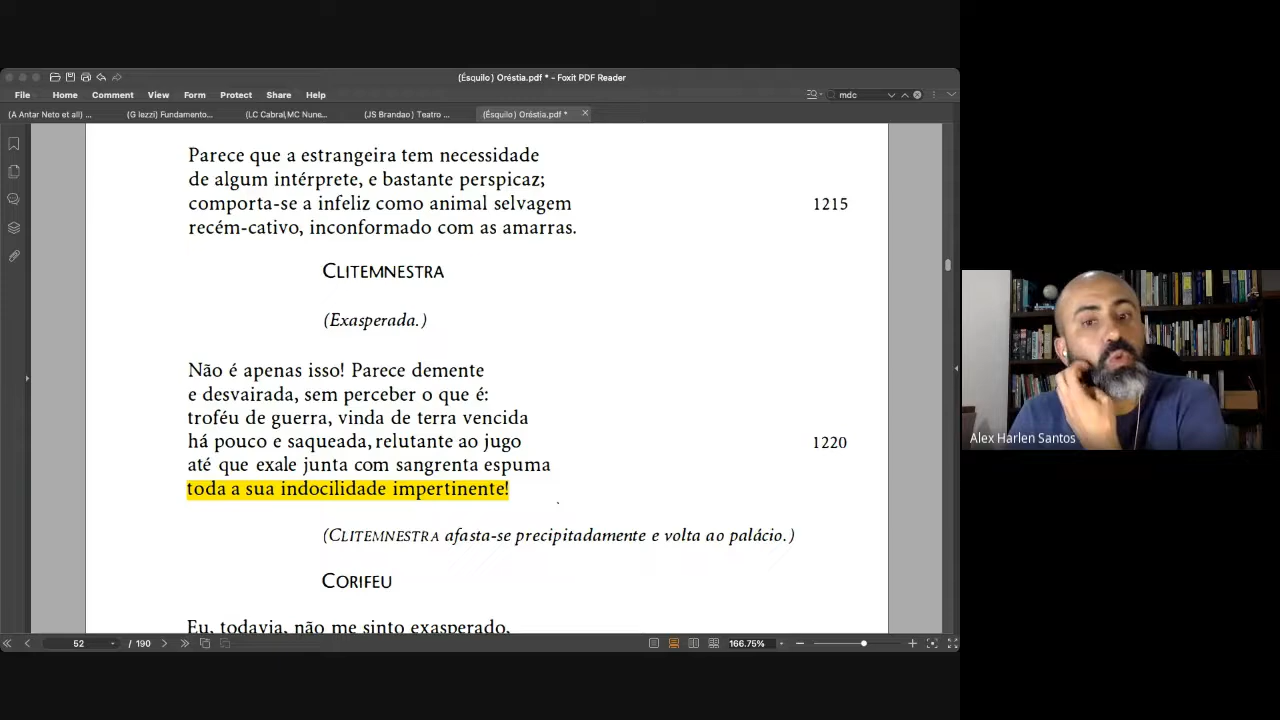 (Ésquilo) Oréstia.pdf * - Foxit PDF Reader
File Home Comment View Form Protect Share Help
mdc
(A Antar Neto et all) ... (G Iezzi) Fundamento... (LC Cabral,MC Nune... (JS Brandao) Teatro ... (Ésquilo) Oréstia.pdf *
Parece que a estrangeira tem necessidade
de algum intérprete, e bastante perspicaz;
comporta-se a infeliz como animal selvagem 1215
recém-cativo, inconformado com as amarras.
CLITEMNESTRA
(Exasperada.)
Não é apenas isso! Parece demente
e desvairada, sem perceber o que é:
troféu de guerra, vinda de terra vencida
há pouco e saqueada, relutante ao jugo 1220
até que exale junta com sangrenta espuma
toda a sua indocilidade impertinente!
(CLITEMNESTRA afasta-se precipitadamente e volta ao palácio.)
CORIFEU
Eu, todavia, não me sinto exasperado,
52 / 190 166.75%
Alex Harlen Santos